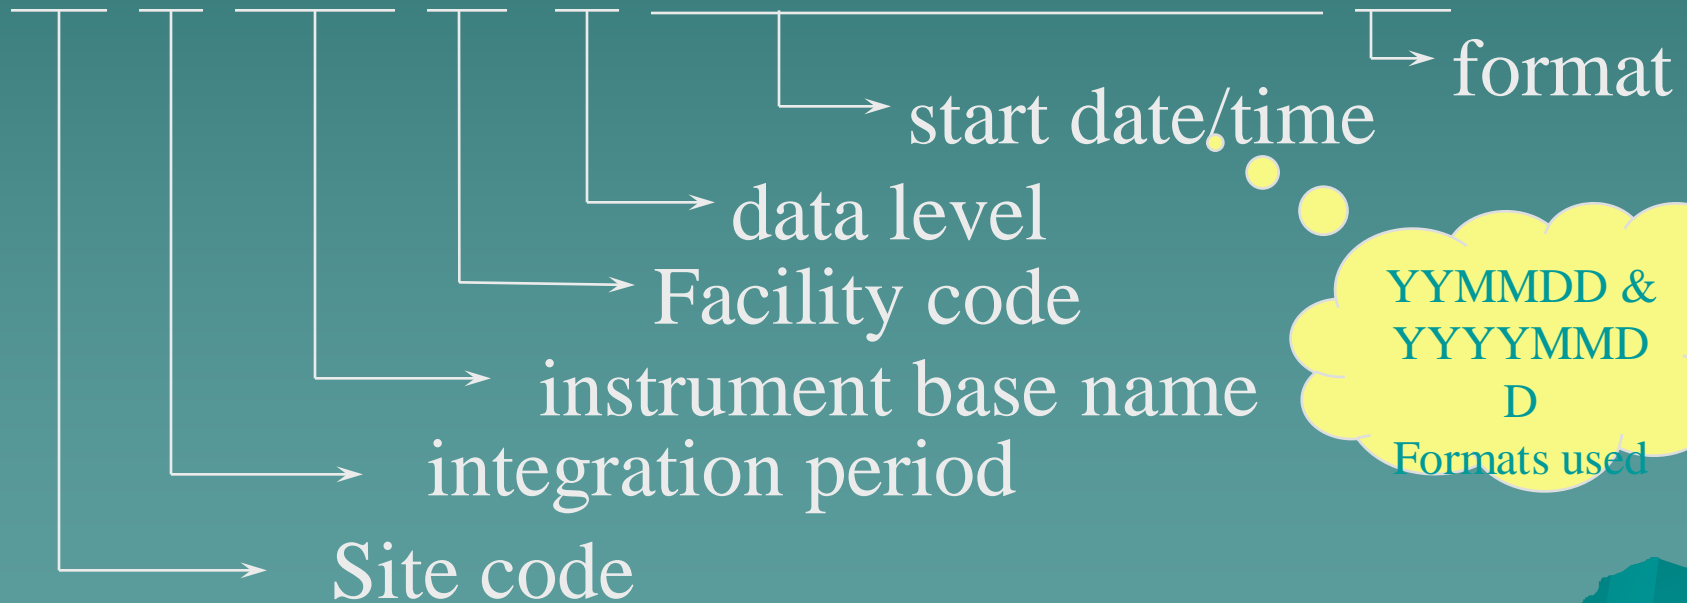 format
start date/time
data level
Facility code
instrument base name
integration period
Site code
YYMMDD &
YYYYMMD
D
Formats used